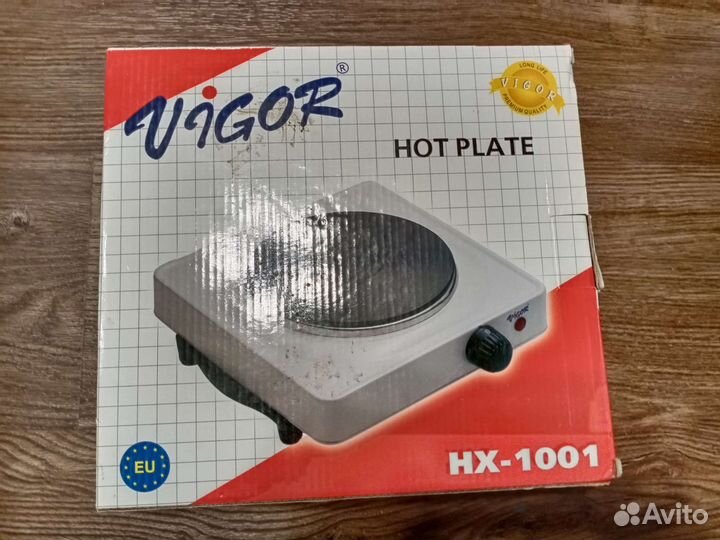 ViGOR®
LONG LIFE
VIGOR
PREMIUM QUALITY
HOT PLATE
ViGOR
EU
HX-1001
Avito